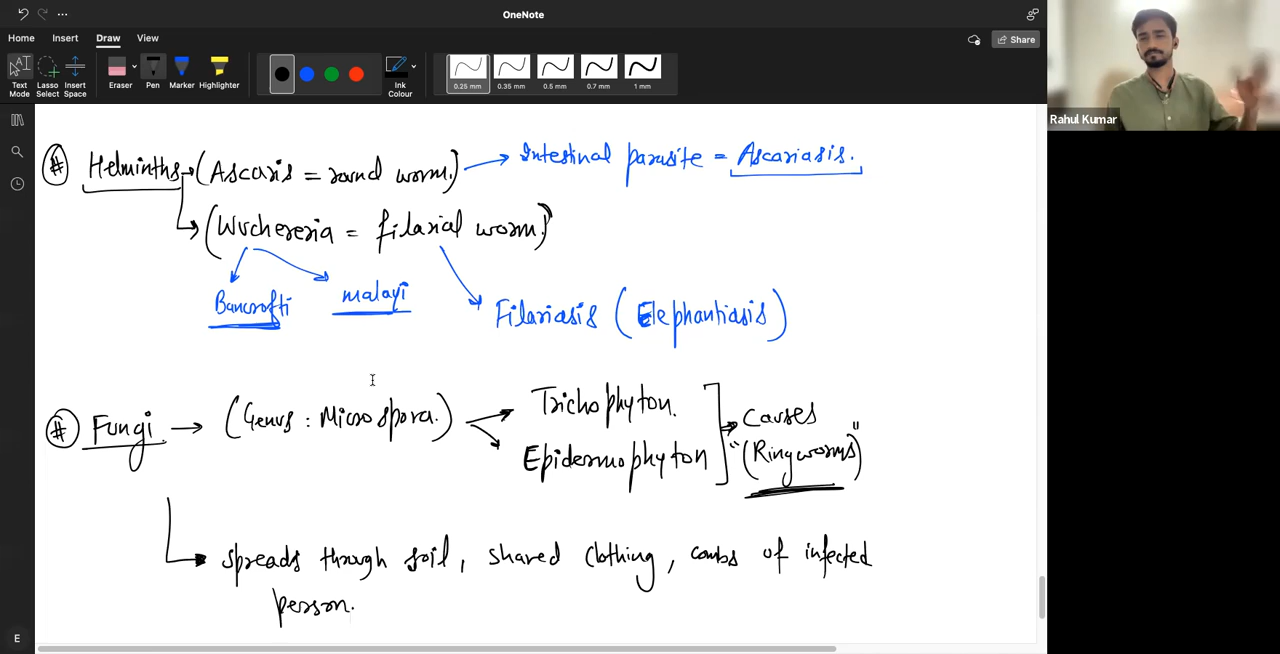 OneNote
Home Insert Draw View
Share
Text Mode
Lasso Select
Insert Space
Eraser
Pen
Marker
Highlighter
Ink Colour
0.25 mm 0.35 mm 0.5 mm 0.7 mm 1 mm
Rahul Kumar
# Helminths → (Ascaris = round worm.) → Intestinal parasite = Ascariasis.
→ (Wuchereria = filarial worm.)
Bancrofti malayi
Filariasis (Elephantiasis)
# Fungi → (Genus : Microspora.) → Trichophyton.
Epidermophyton
→ causes
"(Ringworms)"
→ spreads through soil, shared clothing, combs of infected
person.
E